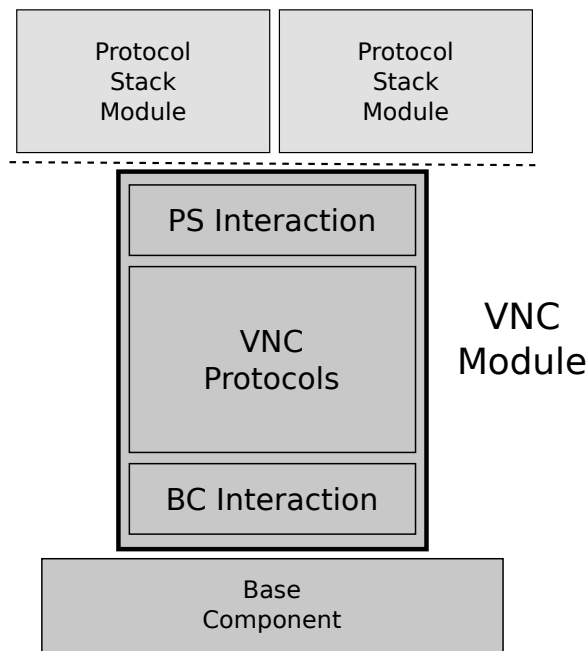 Protocol
Stack
Module
Protocol
Stack
Module
PS Interaction
VNC
Protocols
VNC
Module
BC Interaction
Base
Component